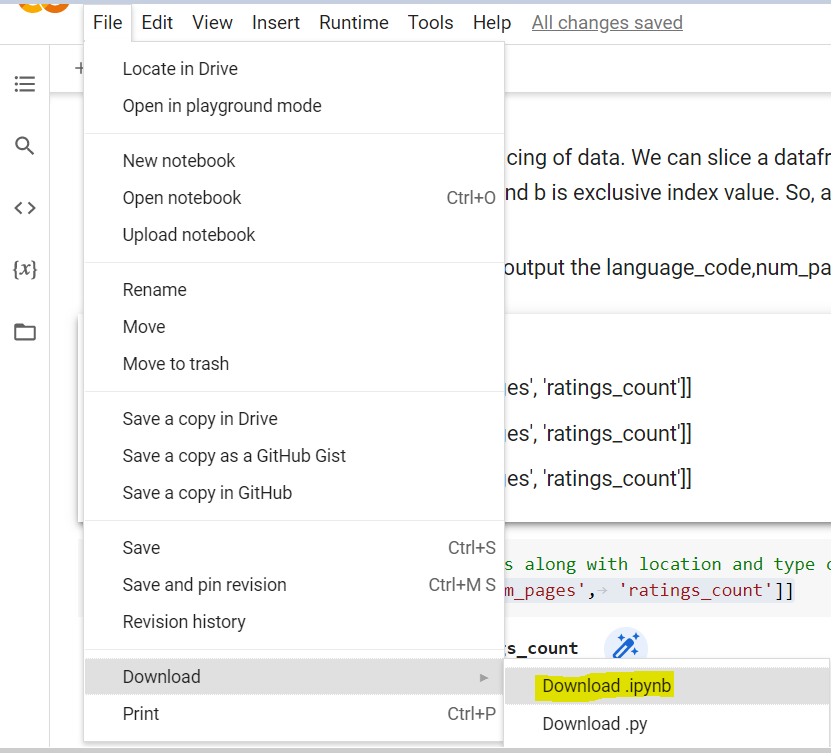 File Edit View Insert Runtime Tools Help All changes saved
+
Locate in Drive
Open in playground mode
New notebook
Open notebook Ctrl+O
Upload notebook
Rename
Move
Move to trash
Save a copy in Drive
Save a copy as a GitHub Gist
Save a copy in GitHub
Save Ctrl+S
Save and pin revision Ctrl+M S
Revision history
Download ►
Print Ctrl+P
Download .ipynb
Download .py
<>
{x}
cing of data. We can slice a datafr
nd b is exclusive index value. So, a
output the language_code,num_pa
es', 'ratings_count']]
es', 'ratings_count']]
es', 'ratings_count']]
s along with location and type
m_pages', 'ratings_count']]
s_count